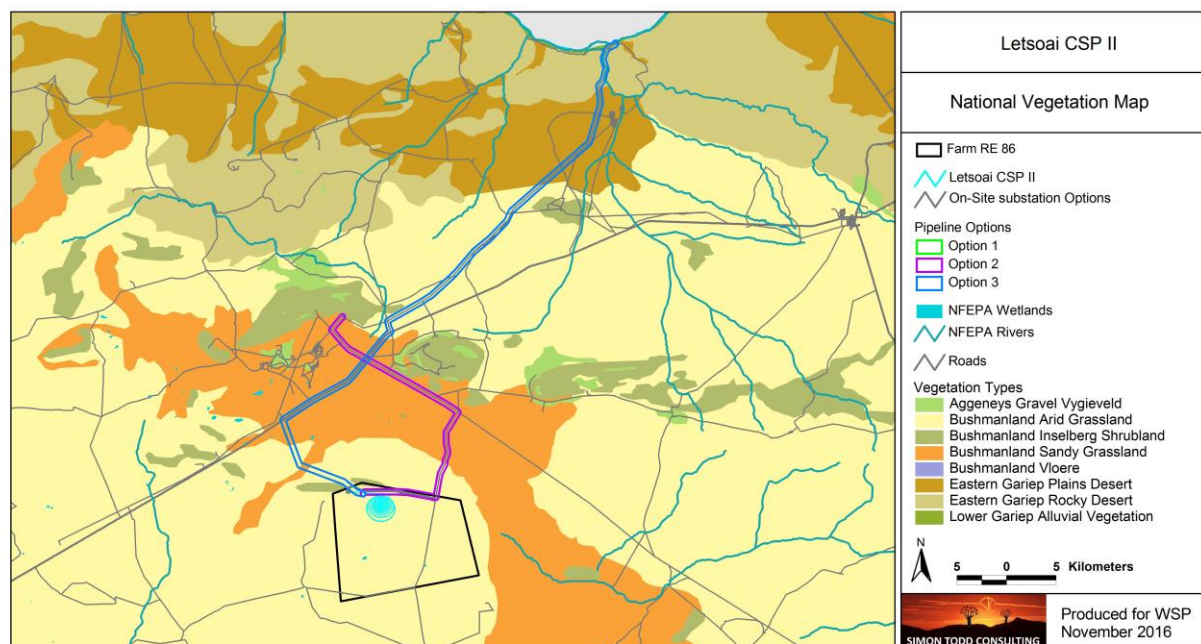 Letsoai CSP II
National Vegetation Map
Farm RE 86
Letsoai CSP II
On-Site substation Options
Pipeline Options
Option 1
Option 2
Option 3
NFEPA Wetlands
NFEPA Rivers
Roads
Vegetation Types
Aggeneys Gravel Vygieveld
Bushmanland Arid Grassland
Bushmanland Inselberg Shrubland
Bushmanland Sandy Grassland
Bushmanland Vloere
Eastern Gariep Plains Desert
Eastern Gariep Rocky Desert
Lower Gariep Alluvial Vegetation
N
5 0 5 Kilometers
SIMON TODD CONSULTING
Produced for WSP
November 2016